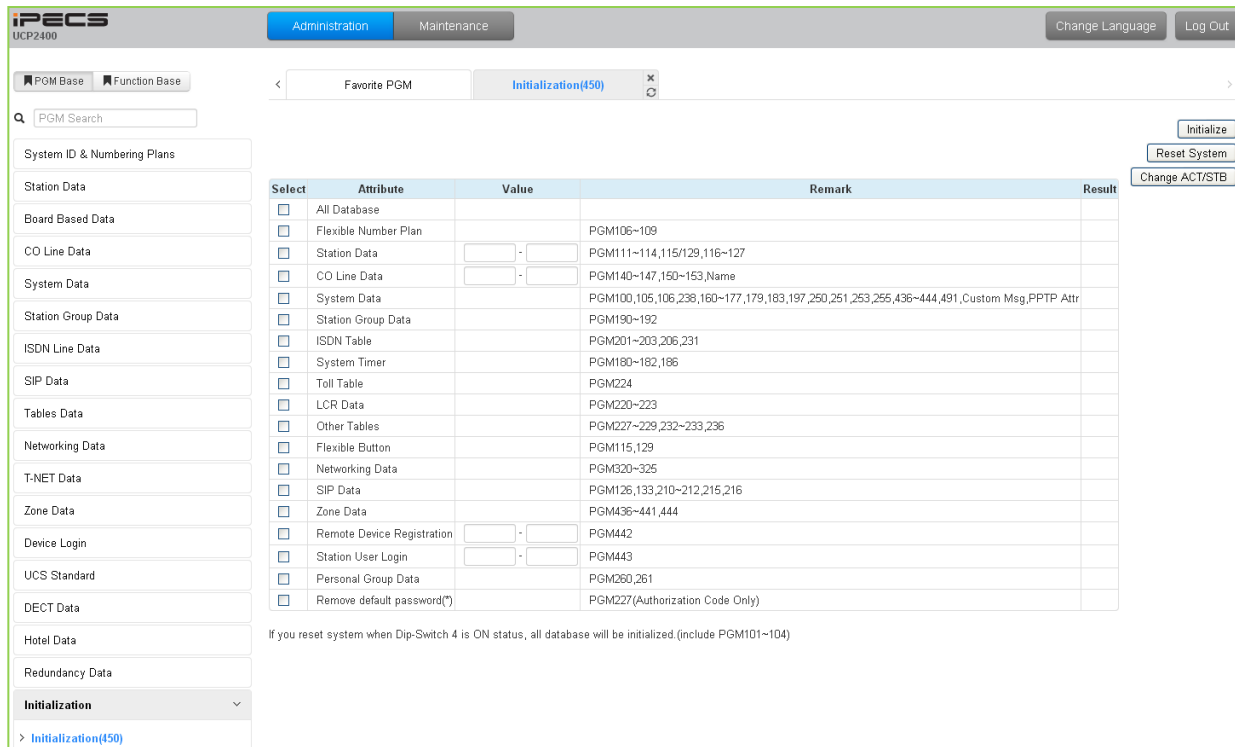 iPECS
UCP2400
Administration Maintenance
Change Language Log Out
PGM Base Function Base
Favorite PGM Initialization(450)
PGM Search
Initialize
Reset System
Change ACT/STB
System ID & Numbering Plans
Station Data
Board Based Data
CO Line Data
System Data
Station Group Data
ISDN Line Data
SIP Data
Tables Data
Networking Data
T-NET Data
Zone Data
Device Login
UCS Standard
DECT Data
Hotel Data
Redundancy Data
Initialization
> Initialization(450)
Select Attribute Value Remark Result
All Database
Flexible Number Plan PGM106~109
Station Data - PGM111~114,115/129,116~127
CO Line Data - PGM140~147,150~153,Name
System Data PGM100,105,106,238,160~177,179,183,197,250,251,253,255,436~444,491,Custom Msg,PPTP Attr
Station Group Data PGM190~192
ISDN Table PGM201~203,206,231
System Timer PGM180~182,186
Toll Table PGM224
LCR Data PGM220~223
Other Tables PGM227~229,232~233,236
Flexible Button PGM115,129
Networking Data PGM320~325
SIP Data PGM126,133,210~212,215,216
Zone Data PGM436~441,444
Remote Device Registration - PGM442
Station User Login - PGM443
Personal Group Data PGM260,261
Remove default password(*) PGM227(Authorization Code Only)
If you reset system when Dip-Switch 4 is ON status, all database will be initialized.(include PGM101~104)